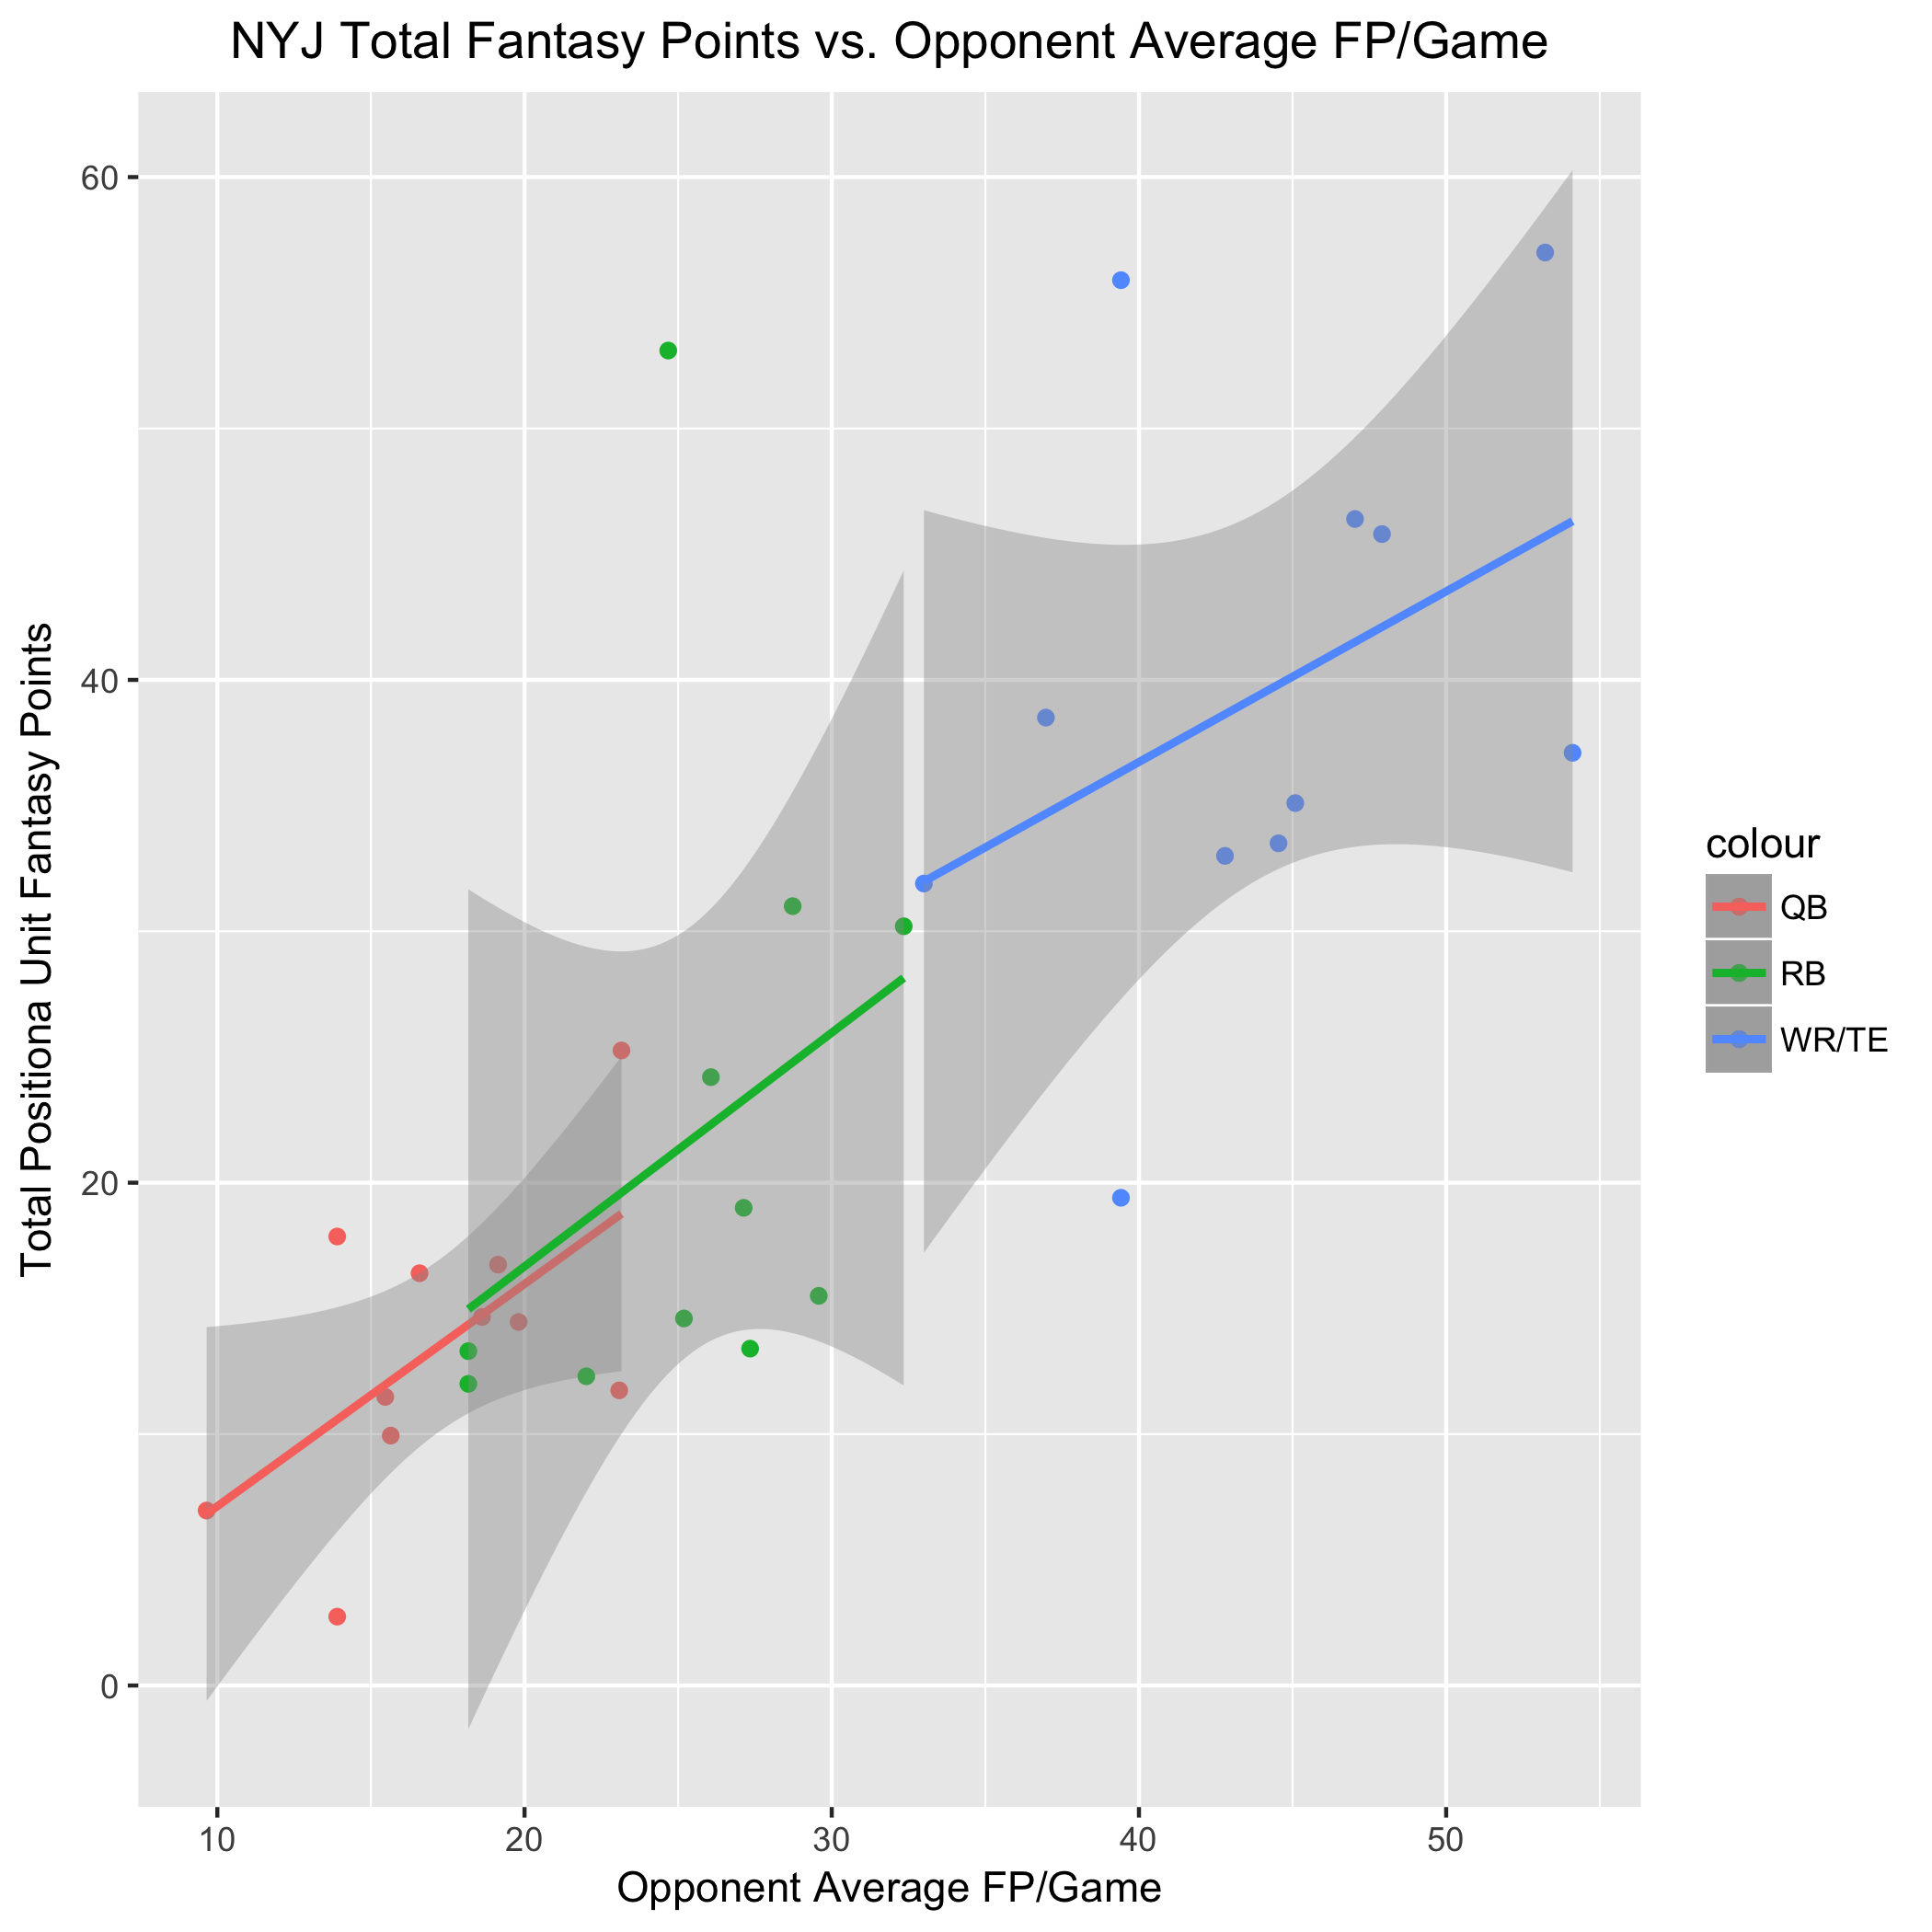 NYJ Total Fantasy Points vs. Opponent Average FP/Game
60
40
20
0
Total Positiona Unit Fantasy Points
10 20 30 40 50
Opponent Average FP/Game
colour
QB
RB
WR/TE